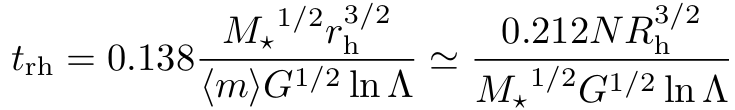 t_{\rm rh} = 0.138 \frac{{M_\star}^{1/2} r_{\rm h}^{3/2}}{\langle m \rangle G^{1/2} \ln \Lambda} \simeq \frac{0.212 N R_{\rm h}^{3/2}}{{M_\star}^{1/2} G^{1/2} \ln \Lambda}